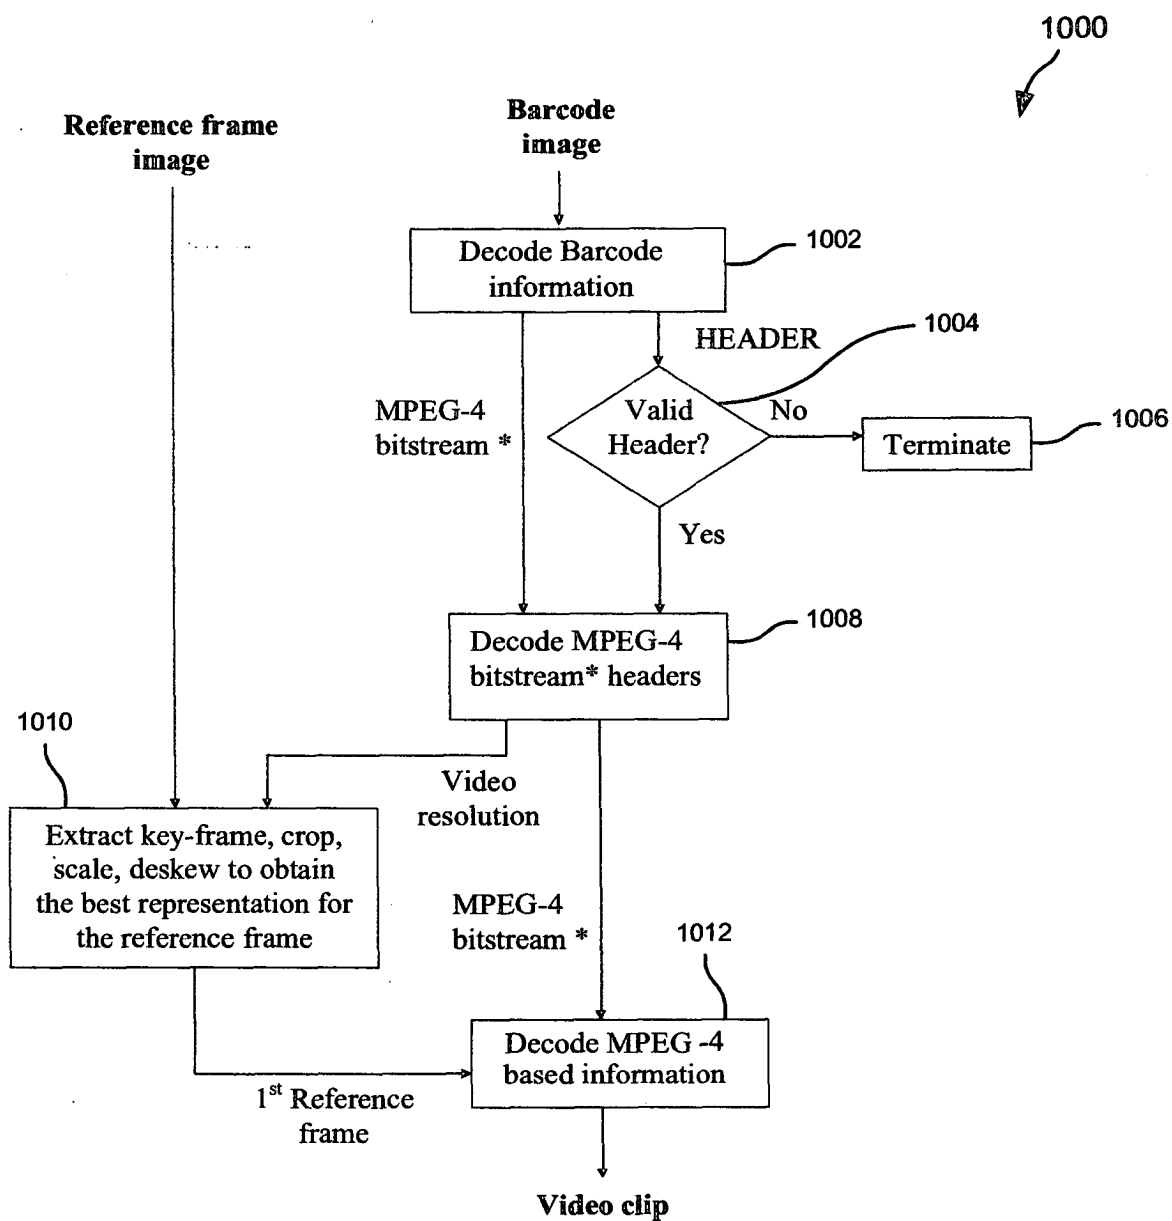 1000
Reference frame
image
Barcode
image
Decode Barcode
information
1002
HEADER
1004
MPEG-4
bitstream *
Valid
Header?
No
Terminate
1006
Yes
Decode MPEG-4
bitstream* headers
1008
1010
Video
resolution
Extract key-frame, crop,
scale, deskew to obtain
the best representation for
the reference frame
MPEG-4
bitstream *
1012
Decode MPEG -4
based information
1st Reference
frame
Video clip